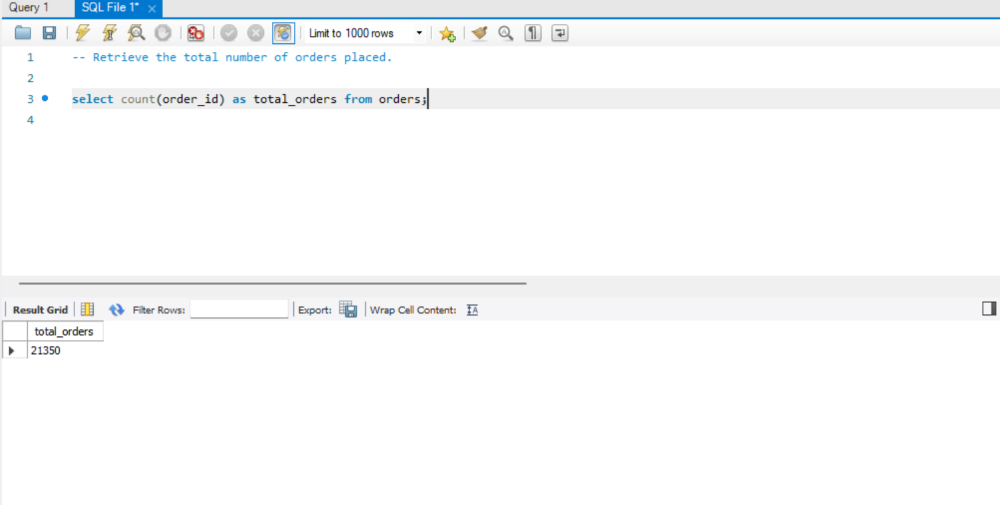 Query 1 SQL File 1* ×
Limit to 1000 rows
1 -- Retrieve the total number of orders placed.
2
3 select count(order_id) as total_orders from orders;
4
Result Grid Filter Rows: Export: Wrap Cell Content:
total_orders
21350